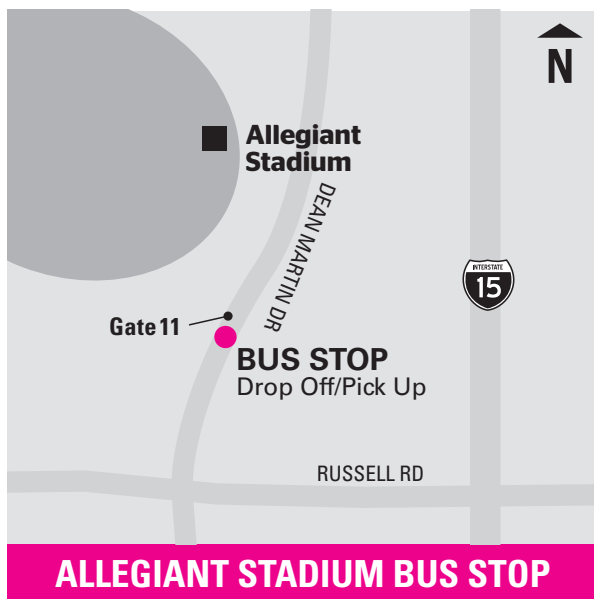 N
Allegiant
Stadium
DEAN MARTIN DR
INTERSTATE
15
Gate 11
BUS STOP
Drop Off/Pick Up
RUSSELL RD
ALLEGIANT STADIUM BUS STOP